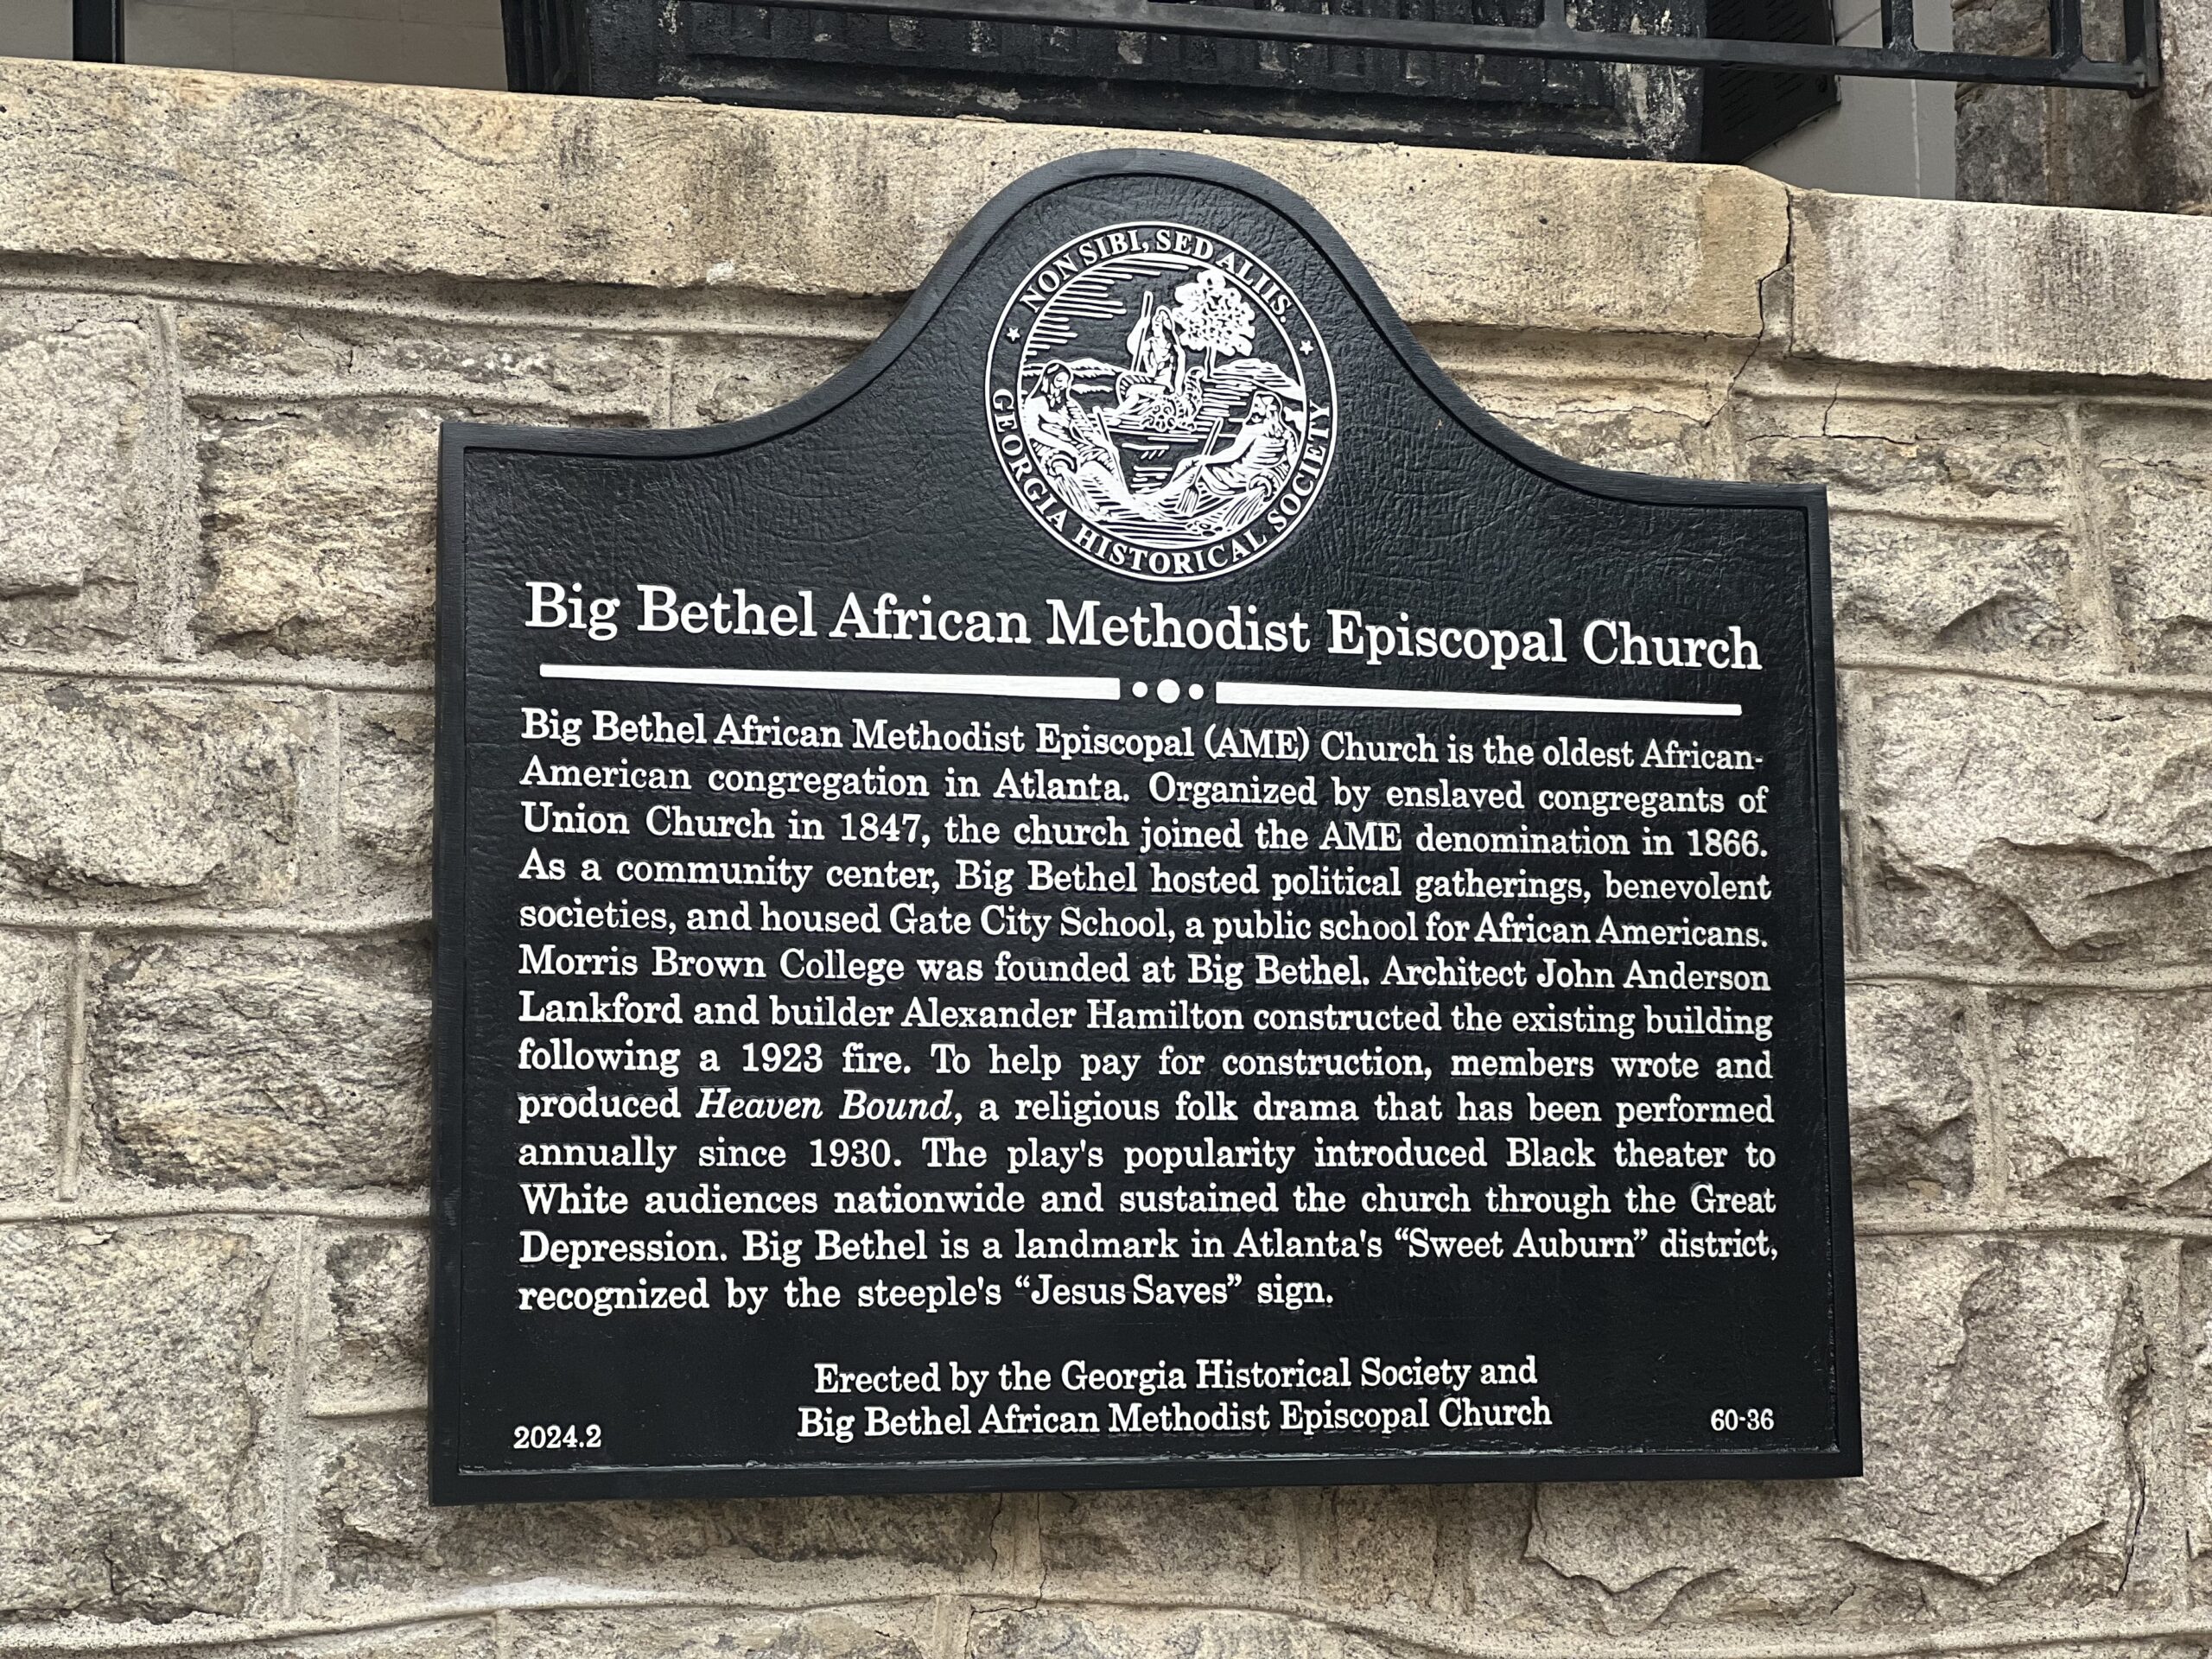 NON SIBI, SED ALIIS.
GEORGIA HISTORICAL SOCIETY
Big Bethel African Methodist Episcopal Church
Big Bethel African Methodist Episcopal (AME) Church is the oldest African-
American congregation in Atlanta. Organized by enslaved congregants of
Union Church in 1847, the church joined the AME denomination in 1866.
As a community center, Big Bethel hosted political gatherings, benevolent
societies, and housed Gate City School, a public school for African Americans.
Morris Brown College was founded at Big Bethel. Architect John Anderson
Lankford and builder Alexander Hamilton constructed the existing building
following a 1923 fire. To help pay for construction, members wrote and
produced Heaven Bound, a religious folk drama that has been performed
annually since 1930. The play's popularity introduced Black theater to
White audiences nationwide and sustained the church through the Great
Depression. Big Bethel is a landmark in Atlanta's “Sweet Auburn” district,
recognized by the steeple's “Jesus Saves” sign.
Erected by the Georgia Historical Society and
Big Bethel African Methodist Episcopal Church
2024.2
60-36